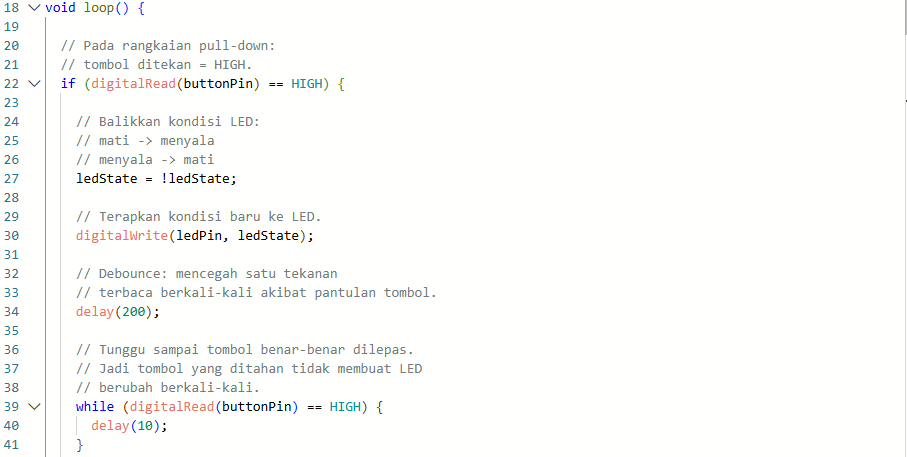 18 void loop() {
19
20 // Pada rangkaian pull-down:
21 // tombol ditekan = HIGH.
22 if (digitalRead(buttonPin) == HIGH) {
23
24 // Balikkan kondisi LED:
25 // mati -> menyala
26 // menyala -> mati
27 ledState = !ledState;
28
29 // Terapkan kondisi baru ke LED.
30 digitalWrite(ledPin, ledState);
31
32 // Debounce: mencegah satu tekanan
33 // terbaca berkali-kali akibat pantulan tombol.
34 delay(200);
35
36 // Tunggu sampai tombol benar-benar dilepas.
37 // Jadi tombol yang ditahan tidak membuat LED
38 // berubah berkali-kali.
39 while (digitalRead(buttonPin) == HIGH) {
40 delay(10);
41 }